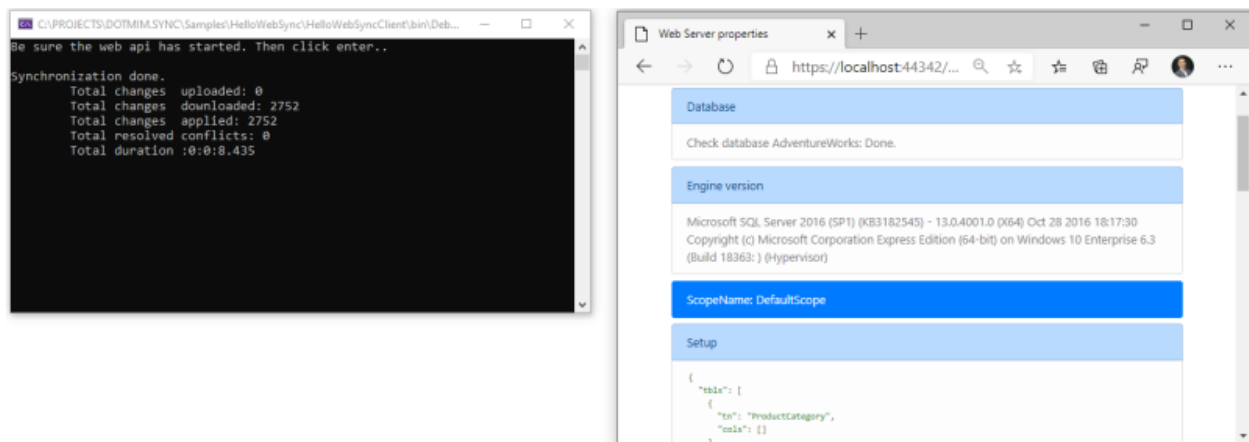 C:\PROJECTS\DOTMIM.SYNC\Samples\HelloWebSync\HelloWebSyncClient\bin\Deb...
Be sure the web api has started. Then click enter..
Synchronization done.
Total changes  uploaded: 0
Total changes  downloaded: 2752
Total changes  applied: 2752
Total resolved conflicts: 0
Total duration :0:0:8.435
Web Server properties
https://localhost:44342/...
Database
Check database AdventureWorks: Done.
Engine version
Microsoft SQL Server 2016 (SP1) (KB3182545) - 13.0.4001.0 (X64) Oct 28 2016 18:17:30
Copyright (c) Microsoft Corporation Express Edition (64-bit) on Windows 10 Enterprise 6.3
(Build 18363: ) (Hypervisor)
ScopeName: DefaultScope
Setup
{
"tbls": [
{
"tn": "ProductCategory",
"cols": []
}